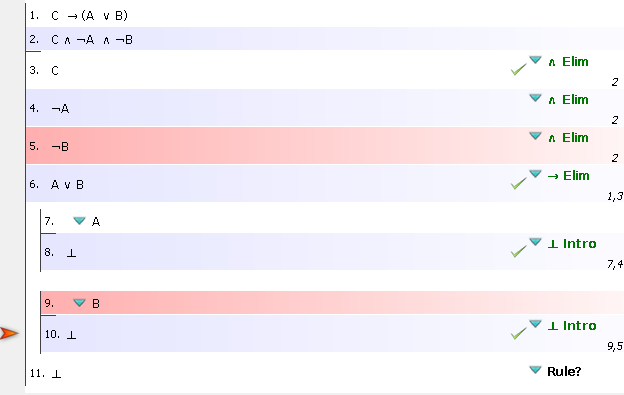 1. C → (A ∨ B)
2. C ∧ ¬A ∧ ¬B
3. C ∧ Elim
2
4. ¬A ∧ Elim
2
5. ¬B ∧ Elim
2
6. A ∨ B → Elim
1,3
7. A
8. ⊥ ⊥ Intro
7,4
9. B
10. ⊥ ⊥ Intro
9,5
11. ⊥ Rule?